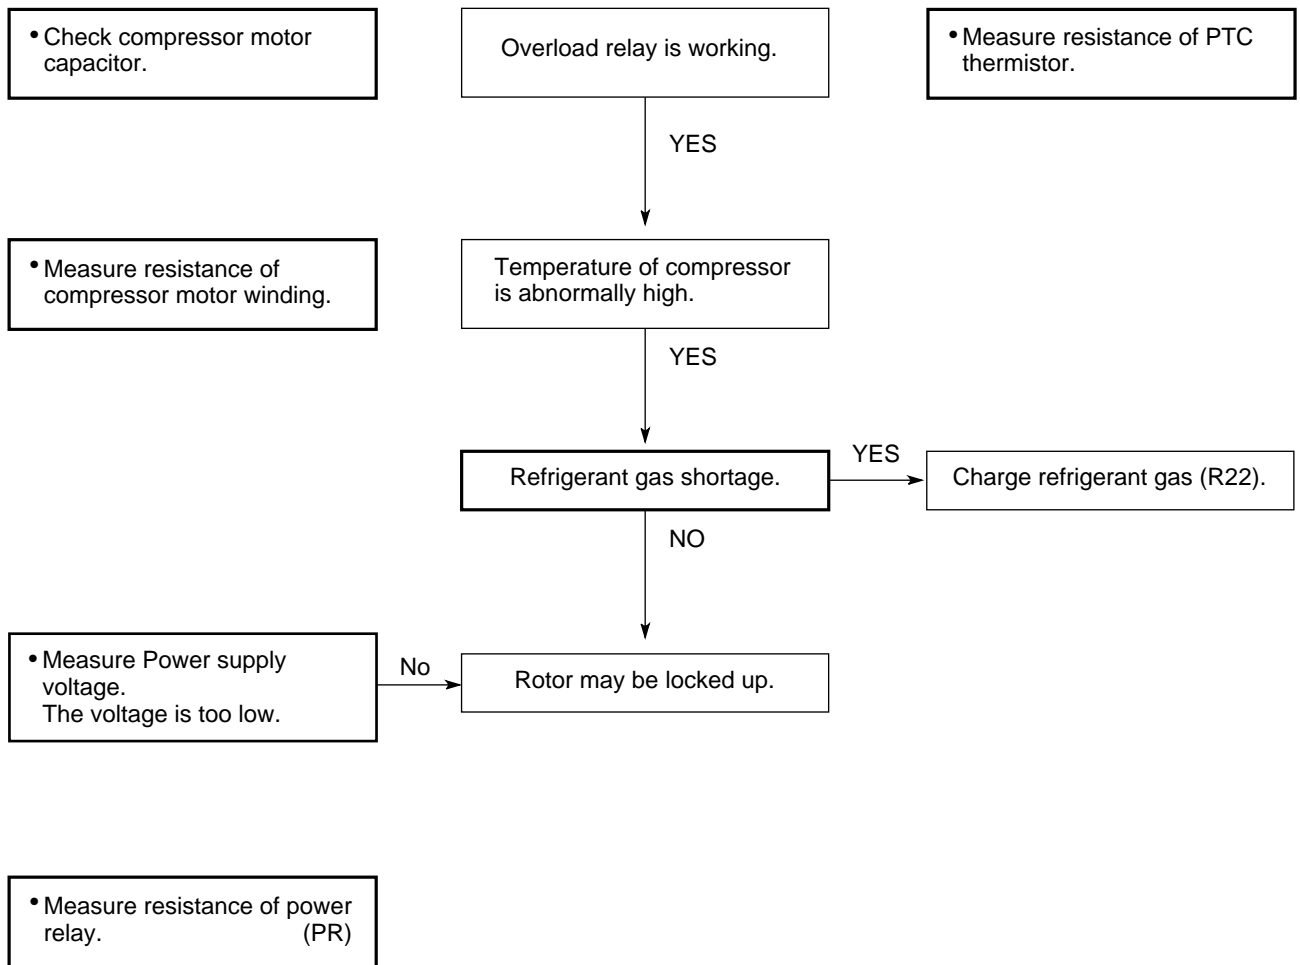 • Check compressor motor
capacitor.
Overload relay is working.
• Measure resistance of PTC
thermistor.
YES
• Measure resistance of
compressor motor winding.
Temperature of compressor
is abnormally high.
YES
Refrigerant gas shortage.
YES
Charge refrigerant gas (R22).
NO
• Measure Power supply
voltage.
The voltage is too low.
No
Rotor may be locked up.
• Measure resistance of power
relay. (PR)